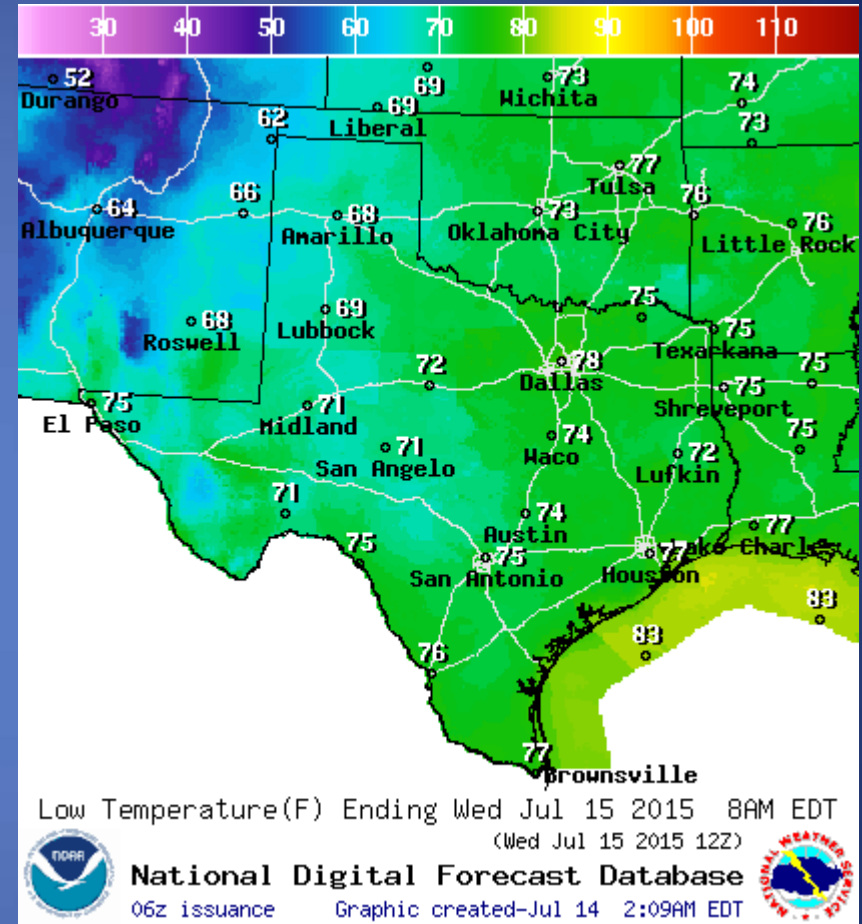 30 40 50 60 70 80 90 100 110
52
Durango
69
69
Liberal
73
Wichita
74
73
62
77
Tulsa
64
Albuquerque
66
68
Amarillo
73
Oklahoma City
76
76
Little Rock
68
Roswell
69
Lubbock
75
75
Texarkana
78
Dallas
72
75
Shreveport
75
75
El Paso
71
Midland
71
San Angelo
74
Waco
72
Lufkin
75
71
74
Austin
75
75
San Antonio
77
Houston
77
Lake Charles
83
83
76
77
Brownsville
Low Temperature(F) Ending Wed Jul 15 2015 8AM EDT
(Wed Jul 15 2015 12Z)
noaa
National Digital Forecast Database
06z issuance Graphic created-Jul 14 2:09AM EDT
NATIONAL WEATHER SERVICE